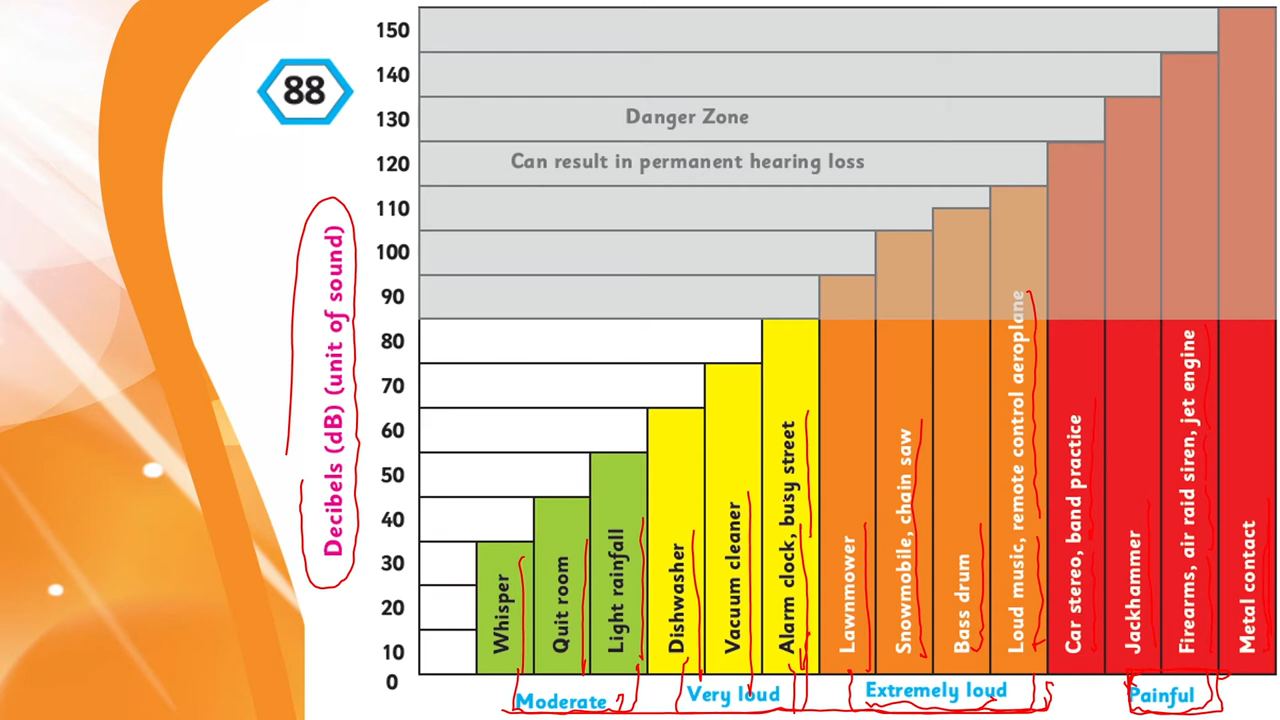 88
150
140
130
120
110
100
90
80
70
60
50
40
30
20
10
0
Decibels (dB) (unit of sound)
Danger Zone
Can result in permanent hearing loss
Whisper
Quit room
Light rainfall
Dishwasher
Vacuum cleaner
Alarm clock, busy street
Lawnmower
Snowmobile, chain saw
Bass drum
Loud music, remote control aeroplane
Car stereo, band practice
Jackhammer
Firearms, air raid siren, jet engine
Metal contact
Moderate
Very loud
Extremely loud
Painful